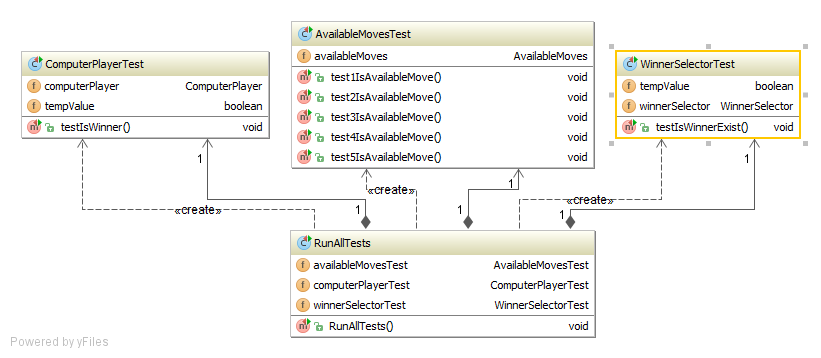 ComputerPlayerTest
computerPlayer ComputerPlayer
tempValue boolean
testIsWinner() void
AvailableMovesTest
availableMoves AvailableMoves
test1IsAvailableMove() void
test2IsAvailableMove() void
test3IsAvailableMove() void
test4IsAvailableMove() void
test5IsAvailableMove() void
WinnerSelectorTest
tempValue boolean
winnerSelector WinnerSelector
testIsWinnerExist() void
1
1
1
«create»
«create»
«create»
1
1
1
RunAllTests
availableMovesTest AvailableMovesTest
computerPlayerTest ComputerPlayerTest
winnerSelectorTest WinnerSelectorTest
RunAllTests() void
Powered by yFiles